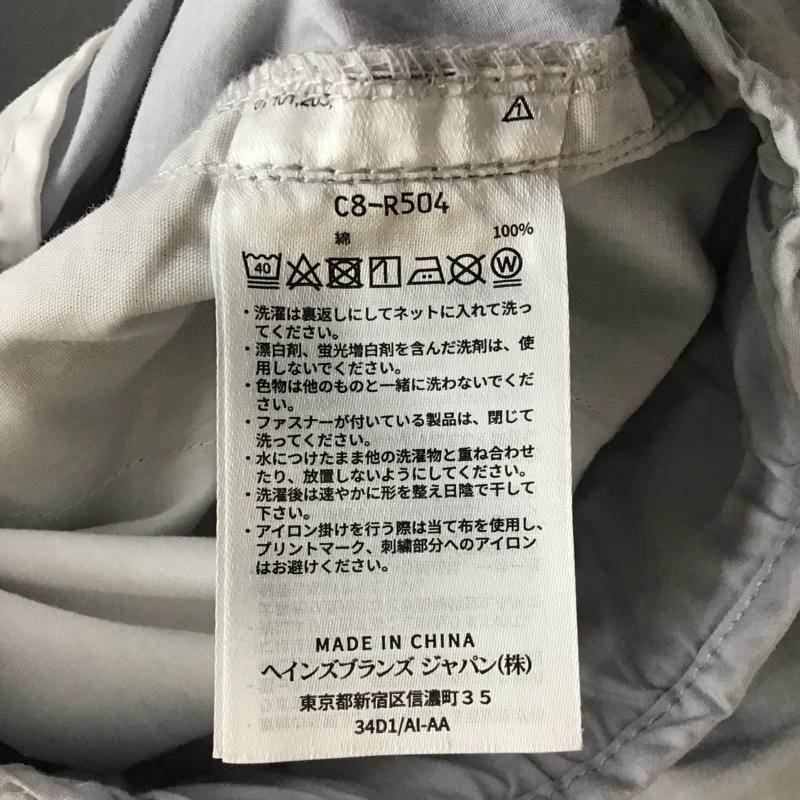 C8-R504
綿 100%
40 W
・洗濯は裏返しにしてネットに入れて洗っ
てください。
・漂白剤、蛍光増白剤を含んだ洗剤は、使
用しないでください。
・色物は他のものと一緒に洗わないでくだ
さい。
・ファスナーが付いている製品は、閉じて
洗ってください。
・水につけたまま他の洗濯物と重ね合わせ
たり、放置しないようにしてください。
・洗濯後は速やかに形を整え日陰で干して
下さい。
・アイロン掛けを行う際は当て布を使用し、
プリントマーク、刺繍部分へのアイロン
はお避けください。
MADE IN CHINA
ヘインズブランズ ジャパン(株)
東京都新宿区信濃町35
34D1/AI-AA